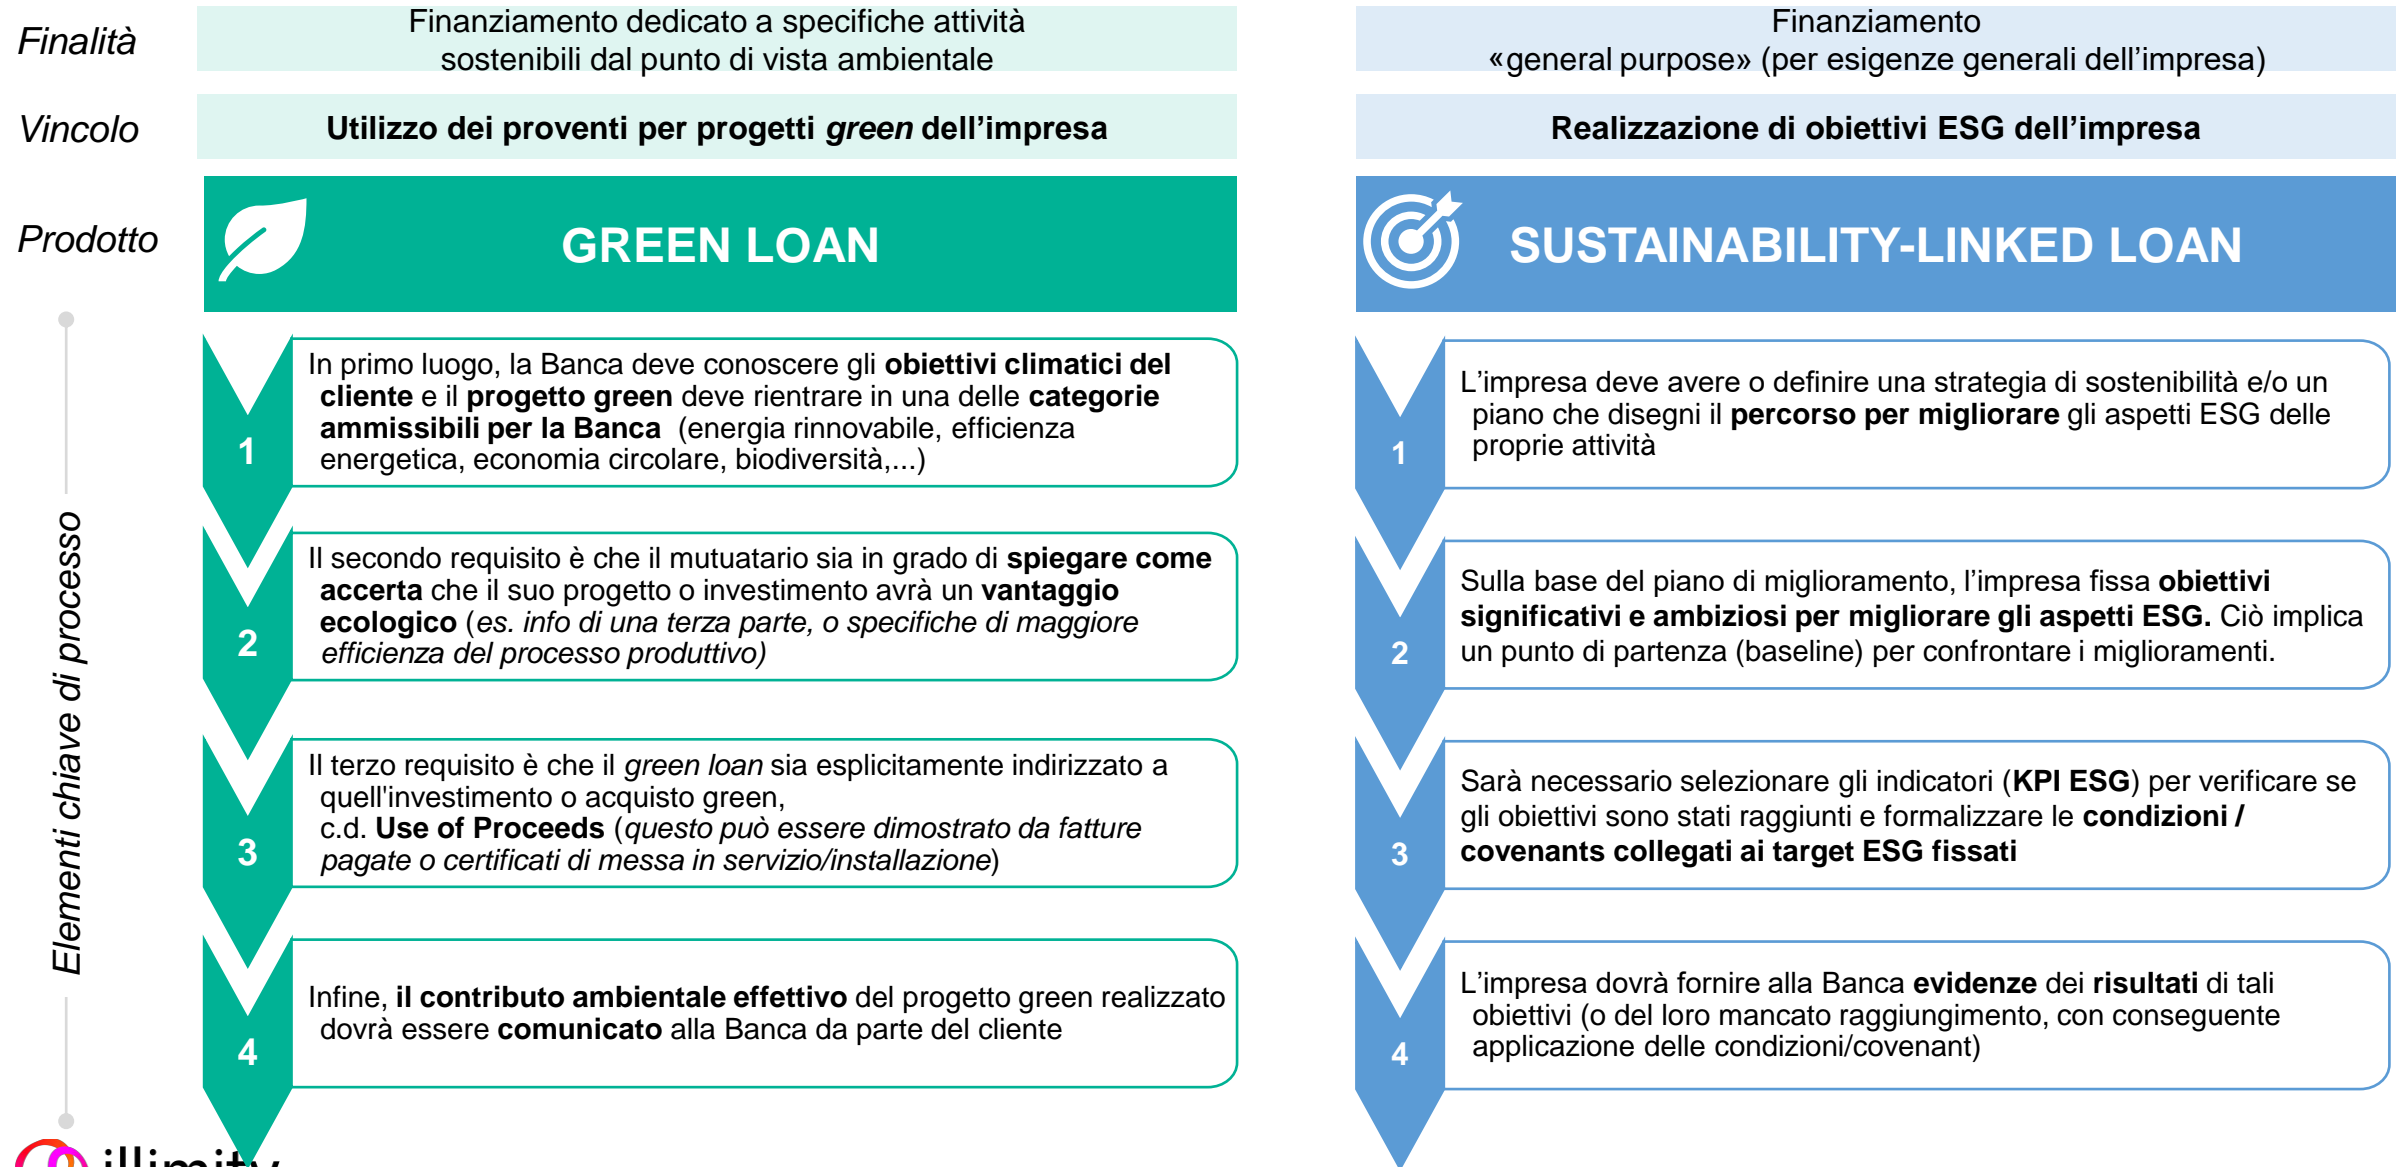 Finalità
Finanziamento dedicato a specifiche attività
sostenibili dal punto di vista ambientale
Finanziamento
«general purpose» (per esigenze generali dell’impresa)
Vincolo
Utilizzo dei proventi per progetti green dell’impresa
Realizzazione di obiettivi ESG dell’impresa
Prodotto
GREEN LOAN
SUSTAINABILITY-LINKED LOAN
Elementi chiave di processo
1
In primo luogo, la Banca deve conoscere gli obiettivi climatici del
cliente e il progetto green deve rientrare in una delle categorie
ammissibili per la Banca (energia rinnovabile, efficienza
energetica, economia circolare, biodiversità,...)
2
Il secondo requisito è che il mutuatario sia in grado di spiegare come
accerta che il suo progetto o investimento avrà un vantaggio
ecologico (es. info di una terza parte, o specifiche di maggiore
efficienza del processo produttivo)
3
Il terzo requisito è che il green loan sia esplicitamente indirizzato a
quell'investimento o acquisto green,
c.d. Use of Proceeds (questo può essere dimostrato da fatture
pagate o certificati di messa in servizio/installazione)
4
Infine, il contributo ambientale effettivo del progetto green realizzato
dovrà essere comunicato alla Banca da parte del cliente
1
L’impresa deve avere o definire una strategia di sostenibilità e/o un
piano che disegni il percorso per migliorare gli aspetti ESG delle
proprie attività
2
Sulla base del piano di miglioramento, l’impresa fissa obiettivi
significativi e ambiziosi per migliorare gli aspetti ESG. Ciò implica
un punto di partenza (baseline) per confrontare i miglioramenti.
3
Sarà necessario selezionare gli indicatori (KPI ESG) per verificare se
gli obiettivi sono stati raggiunti e formalizzare le condizioni /
covenants collegati ai target ESG fissati
4
L’impresa dovrà fornire alla Banca evidenze dei risultati di tali
obiettivi (o del loro mancato raggiungimento, con conseguente
applicazione delle condizioni/covenant)
illimity